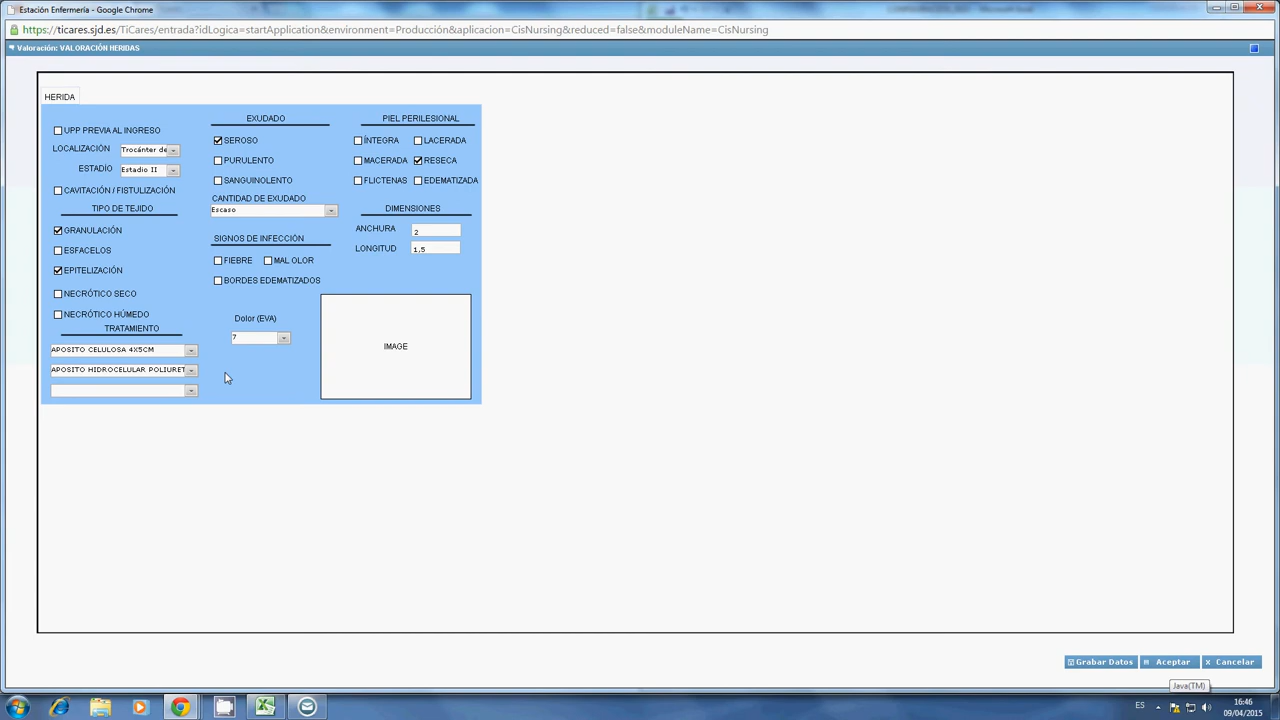 Estación Enfermería - Google Chrome
https://ticares.sjd.es/TiCares/entrada?idLogica=startApplication&environment=Producción&aplicacion=CisNursing&reduced=false&moduleName=CisNursing
Valoración: VALORACIÓN HERIDAS
HERIDA
UPP PREVIA AL INGRESO
LOCALIZACIÓN Trocánter de
ESTADÍO Estadio II
CAVITACIÓN / FISTULIZACIÓN
TIPO DE TEJIDO
GRANULACIÓN
ESFACELOS
EPITELIZACIÓN
NECRÓTICO SECO
NECRÓTICO HÚMEDO
TRATAMIENTO
APOSITO CELULOSA 4X5CM
APOSITO HIDROCELULAR POLIURET
EXUDADO
SEROSO
PURULENTO
SANGUINOLENTO
CANTIDAD DE EXUDADO
Escaso
SIGNOS DE INFECCIÓN
FIEBRE MAL OLOR
BORDES EDEMATIZADOS
Dolor (EVA)
7
PIEL PERILESIONAL
ÍNTEGRA LACERADA
MACERADA RESECA
FLICTENAS EDEMATIZADA
DIMENSIONES
ANCHURA 2
LONGITUD 1,5
IMAGE
Grabar Datos Aceptar Cancelar
Java(TM)
ES
16:46
09/04/2015